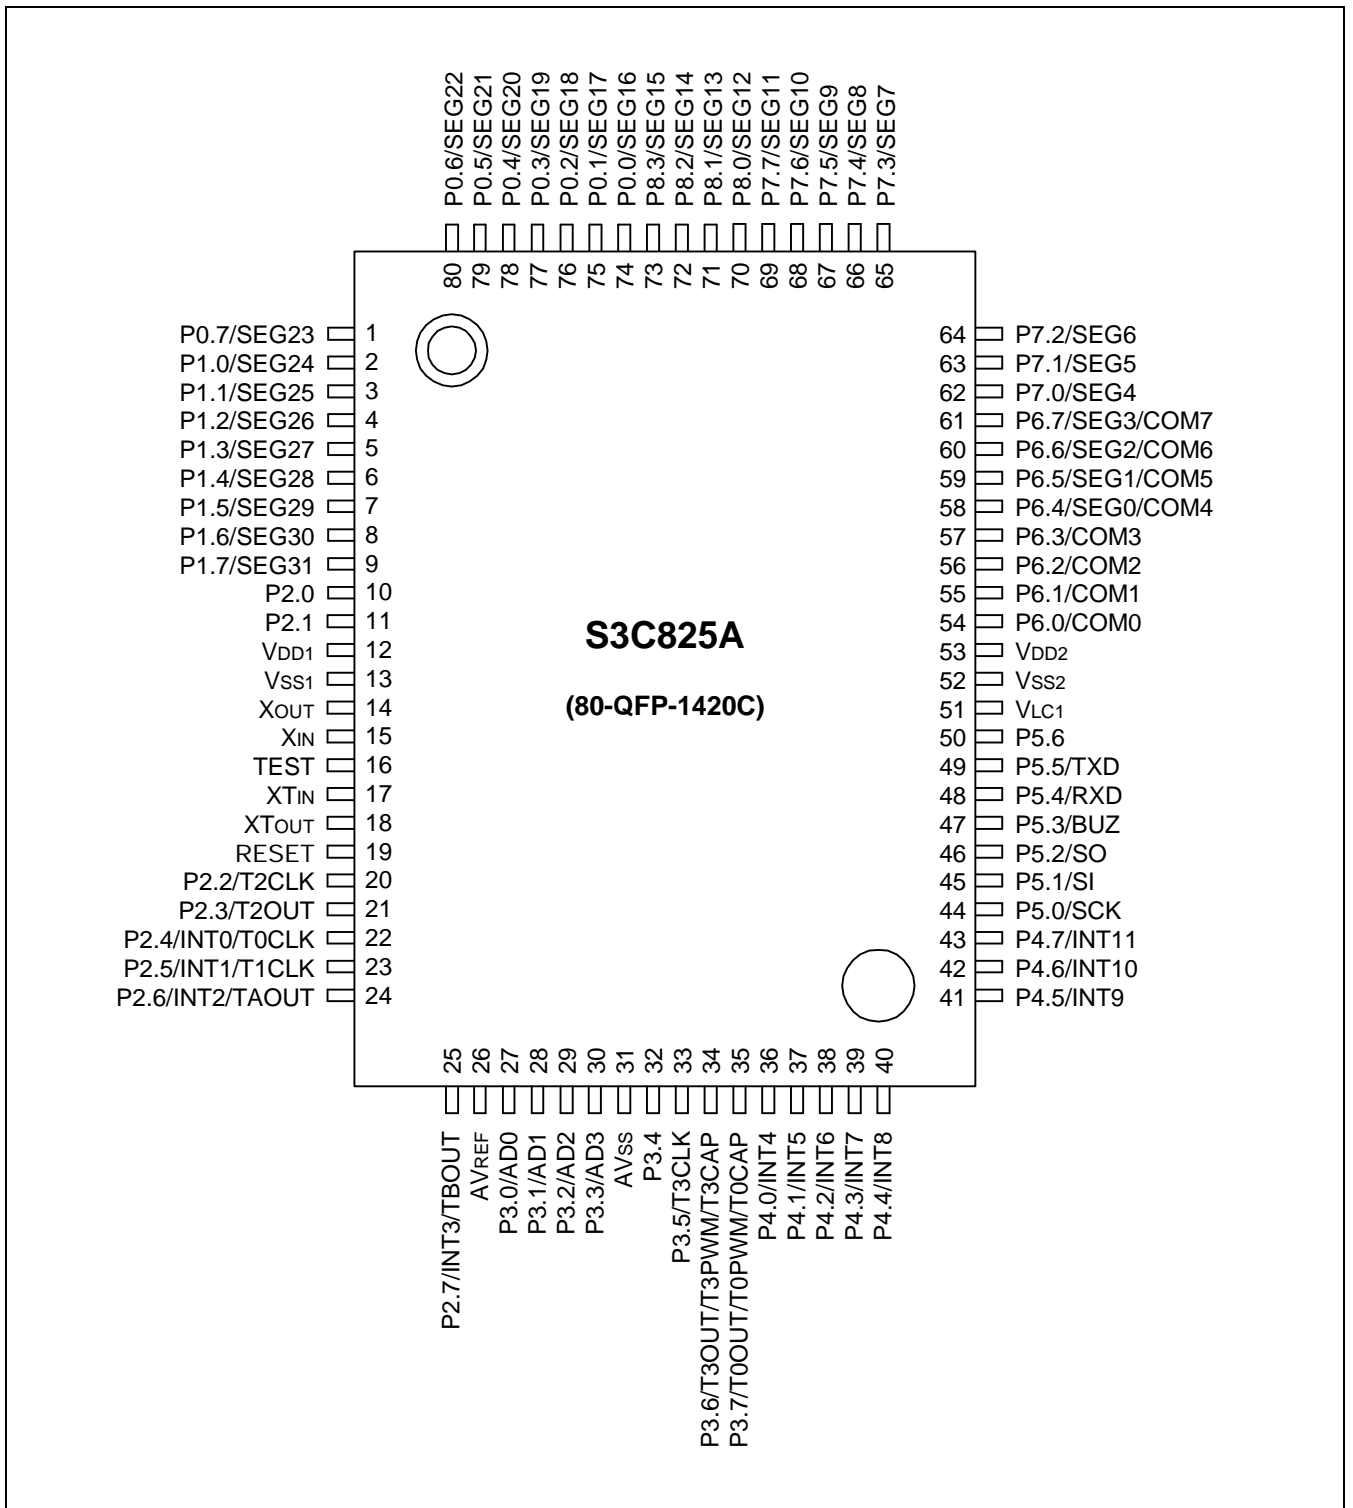 P0.6/SEG22
P0.5/SEG21
P0.4/SEG20
P0.3/SEG19
P0.2/SEG18
P0.1/SEG17
P0.0/SEG16
P8.3/SEG15
P8.2/SEG14
P8.1/SEG13
P8.0/SEG12
P7.7/SEG11
P7.6/SEG10
P7.5/SEG9
P7.4/SEG8
P7.3/SEG7
80
79
78
77
76
75
74
73
72
71
70
69
68
67
66
65
P0.7/SEG23 1
P1.0/SEG24 2
P1.1/SEG25 3
P1.2/SEG26 4
P1.3/SEG27 5
P1.4/SEG28 6
P1.5/SEG29 7
P1.6/SEG30 8
P1.7/SEG31 9
P2.0 10
P2.1 11
VDD1 12
VSS1 13
XOUT 14
XIN 15
TEST 16
XTIN 17
XTOUT 18
RESET 19
P2.2/T2CLK 20
P2.3/T2OUT 21
P2.4/INT0/T0CLK 22
P2.5/INT1/T1CLK 23
P2.6/INT2/TAOUT 24
S3C825A
(80-QFP-1420C)
64 P7.2/SEG6
63 P7.1/SEG5
62 P7.0/SEG4
61 P6.7/SEG3/COM7
60 P6.6/SEG2/COM6
59 P6.5/SEG1/COM5
58 P6.4/SEG0/COM4
57 P6.3/COM3
56 P6.2/COM2
55 P6.1/COM1
54 P6.0/COM0
53 VDD2
52 VSS2
51 VLC1
50 P5.6
49 P5.5/TXD
48 P5.4/RXD
47 P5.3/BUZ
46 P5.2/SO
45 P5.1/SI
44 P5.0/SCK
43 P4.7/INT11
42 P4.6/INT10
41 P4.5/INT9
25
26
27
28
29
30
31
32
33
34
35
36
37
38
39
40
P2.7/INT3/TBOUT
AVREF
P3.0/AD0
P3.1/AD1
P3.2/AD2
P3.3/AD3
AVSS
P3.4
P3.5/T3CLK
P3.6/T3OUT/T3PWM/T3CAP
P3.7/T0OUT/T0PWM/T0CAP
P4.0/INT4
P4.1/INT5
P4.2/INT6
P4.3/INT7
P4.4/INT8